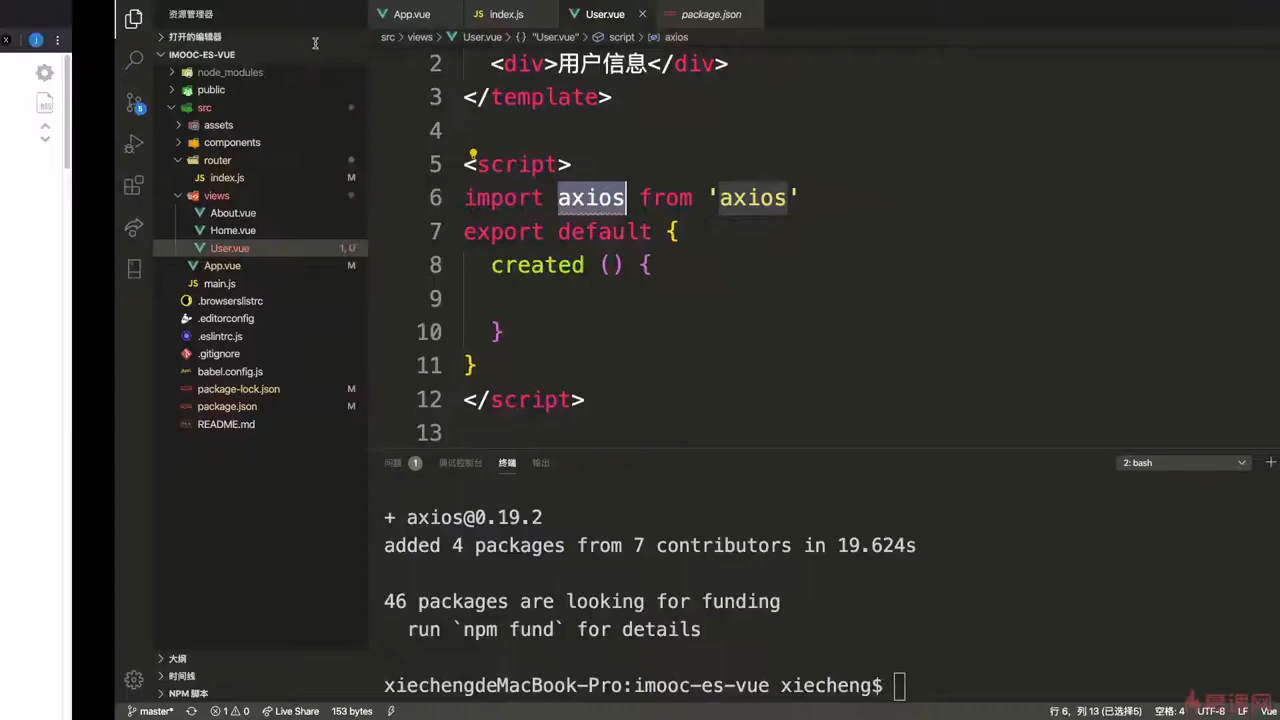 资源管理器
App.vue
index.js
User.vue
package.json
打开的编辑器
src > views > User.vue > {} "User.vue" > script > axios
IMOOC-ES-VUE
node_modules
public
src
assets
components
router
index.js M
views
About.vue
Home.vue
User.vue 1, U
App.vue M
main.js
.browserslistrc
.editorconfig
.eslintrc.js
.gitignore
babel.config.js
package-lock.json M
package.json M
README.md
大纲
时间线
NPM 脚本
2 <div>用户信息</div>
3 </template>
4
5 <script>
6 import axios from 'axios'
7 export default {
8 created () {
9
10 }
11 }
12 </script>
13
问题 1 调试控制台 终端 输出
2: bash
+ axios@0.19.2
added 4 packages from 7 contributors in 19.624s
46 packages are looking for funding
run `npm fund` for details
xiechengdeMacBook-Pro:imooc-es-vue xiecheng$
5
master* 1 0 Live Share 153 bytes
行 6, 列 13 (已选择5) 空格: 4 UTF-8 LF Vue
慕课网